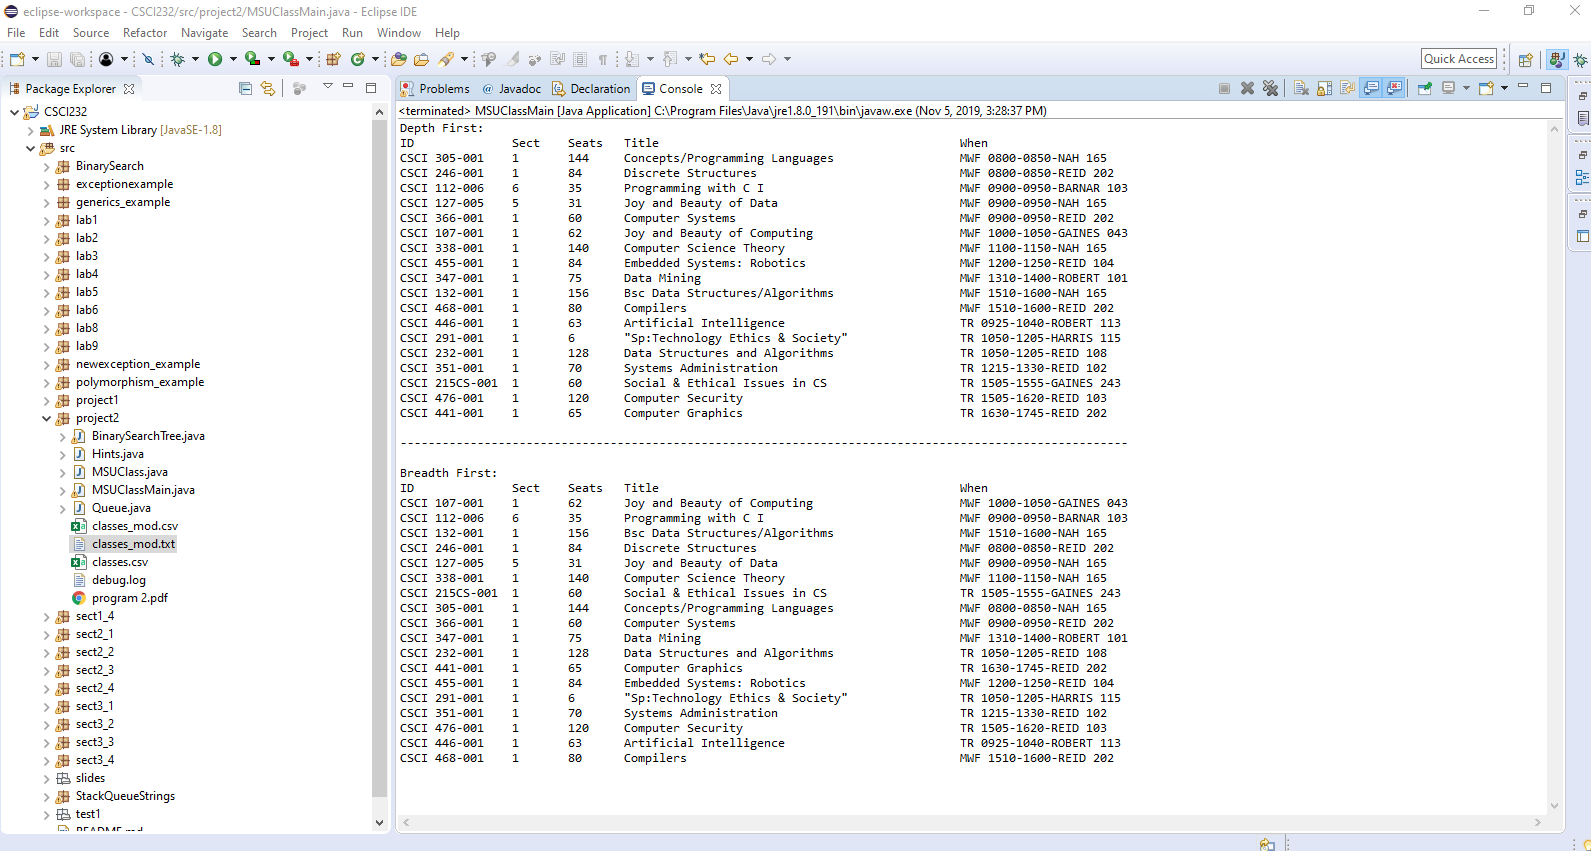 eclipse-workspace - CSCI232/src/project2/MSUClassMain.java - Eclipse IDE
File Edit Source Refactor Navigate Search Project Run Window Help
Quick Access
Package Explorer
CSCI232
JRE System Library [JavaSE-1.8]
src
BinarySearch
exceptionexample
generics_example
lab1
lab2
lab3
lab4
lab5
lab6
lab8
lab9
newexception_example
polymorphism_example
project1
project2
BinarySearchTree.java
Hints.java
MSUClass.java
MSUClassMain.java
Queue.java
classes_mod.csv
classes_mod.txt
classes.csv
debug.log
program 2.pdf
sect1_4
sect2_1
sect2_2
sect2_3
sect2_4
sect3_1
sect3_2
sect3_3
sect3_4
slides
StackQueueStrings
test1
README.md
Problems Javadoc Declaration Console
<terminated> MSUClassMain [Java Application] C:\Program Files\Java\jre1.8.0_191\bin\javaw.exe (Nov 5, 2019, 3:28:37 PM)
Depth First:
ID Sect Seats Title When
CSCI 305-001 1 144 Concepts/Programming Languages MWF 0800-0850-NAH 165
CSCI 246-001 1 84 Discrete Structures MWF 0800-0850-REID 202
CSCI 112-006 6 35 Programming with C I MWF 0900-0950-BARNAR 103
CSCI 127-005 5 31 Joy and Beauty of Data MWF 0900-0950-NAH 165
CSCI 366-001 1 60 Computer Systems MWF 0900-0950-REID 202
CSCI 107-001 1 62 Joy and Beauty of Computing MWF 1000-1050-GAINES 043
CSCI 338-001 1 140 Computer Science Theory MWF 1100-1150-NAH 165
CSCI 455-001 1 84 Embedded Systems: Robotics MWF 1200-1250-REID 104
CSCI 347-001 1 75 Data Mining MWF 1310-1400-ROBERT 101
CSCI 132-001 1 156 Bsc Data Structures/Algorithms MWF 1510-1600-NAH 165
CSCI 468-001 1 80 Compilers MWF 1510-1600-REID 202
CSCI 446-001 1 63 Artificial Intelligence TR 0925-1040-ROBERT 113
CSCI 291-001 1 6 "Sp:Technology Ethics & Society" TR 1050-1205-HARRIS 115
CSCI 232-001 1 128 Data Structures and Algorithms TR 1050-1205-REID 108
CSCI 351-001 1 70 Systems Administration TR 1215-1330-REID 102
CSCI 215CS-001 1 60 Social & Ethical Issues in CS TR 1505-1555-GAINES 243
CSCI 476-001 1 120 Computer Security TR 1505-1620-REID 103
CSCI 441-001 1 65 Computer Graphics TR 1630-1745-REID 202
--------------------------------------------------------------------------------------------------------
Breadth First:
ID Sect Seats Title When
CSCI 107-001 1 62 Joy and Beauty of Computing MWF 1000-1050-GAINES 043
CSCI 112-006 6 35 Programming with C I MWF 0900-0950-BARNAR 103
CSCI 132-001 1 156 Bsc Data Structures/Algorithms MWF 1510-1600-NAH 165
CSCI 246-001 1 84 Discrete Structures MWF 0800-0850-REID 202
CSCI 127-005 5 31 Joy and Beauty of Data MWF 0900-0950-NAH 165
CSCI 338-001 1 140 Computer Science Theory MWF 1100-1150-NAH 165
CSCI 215CS-001 1 60 Social & Ethical Issues in CS TR 1505-1555-GAINES 243
CSCI 305-001 1 144 Concepts/Programming Languages MWF 0800-0850-NAH 165
CSCI 366-001 1 60 Computer Systems MWF 0900-0950-REID 202
CSCI 347-001 1 75 Data Mining MWF 1310-1400-ROBERT 101
CSCI 232-001 1 128 Data Structures and Algorithms TR 1050-1205-REID 108
CSCI 441-001 1 65 Computer Graphics TR 1630-1745-REID 202
CSCI 455-001 1 84 Embedded Systems: Robotics MWF 1200-1250-REID 104
CSCI 291-001 1 6 "Sp:Technology Ethics & Society" TR 1050-1205-HARRIS 115
CSCI 351-001 1 70 Systems Administration TR 1215-1330-REID 102
CSCI 476-001 1 120 Computer Security TR 1505-1620-REID 103
CSCI 446-001 1 63 Artificial Intelligence TR 0925-1040-ROBERT 113
CSCI 468-001 1 80 Compilers MWF 1510-1600-REID 202